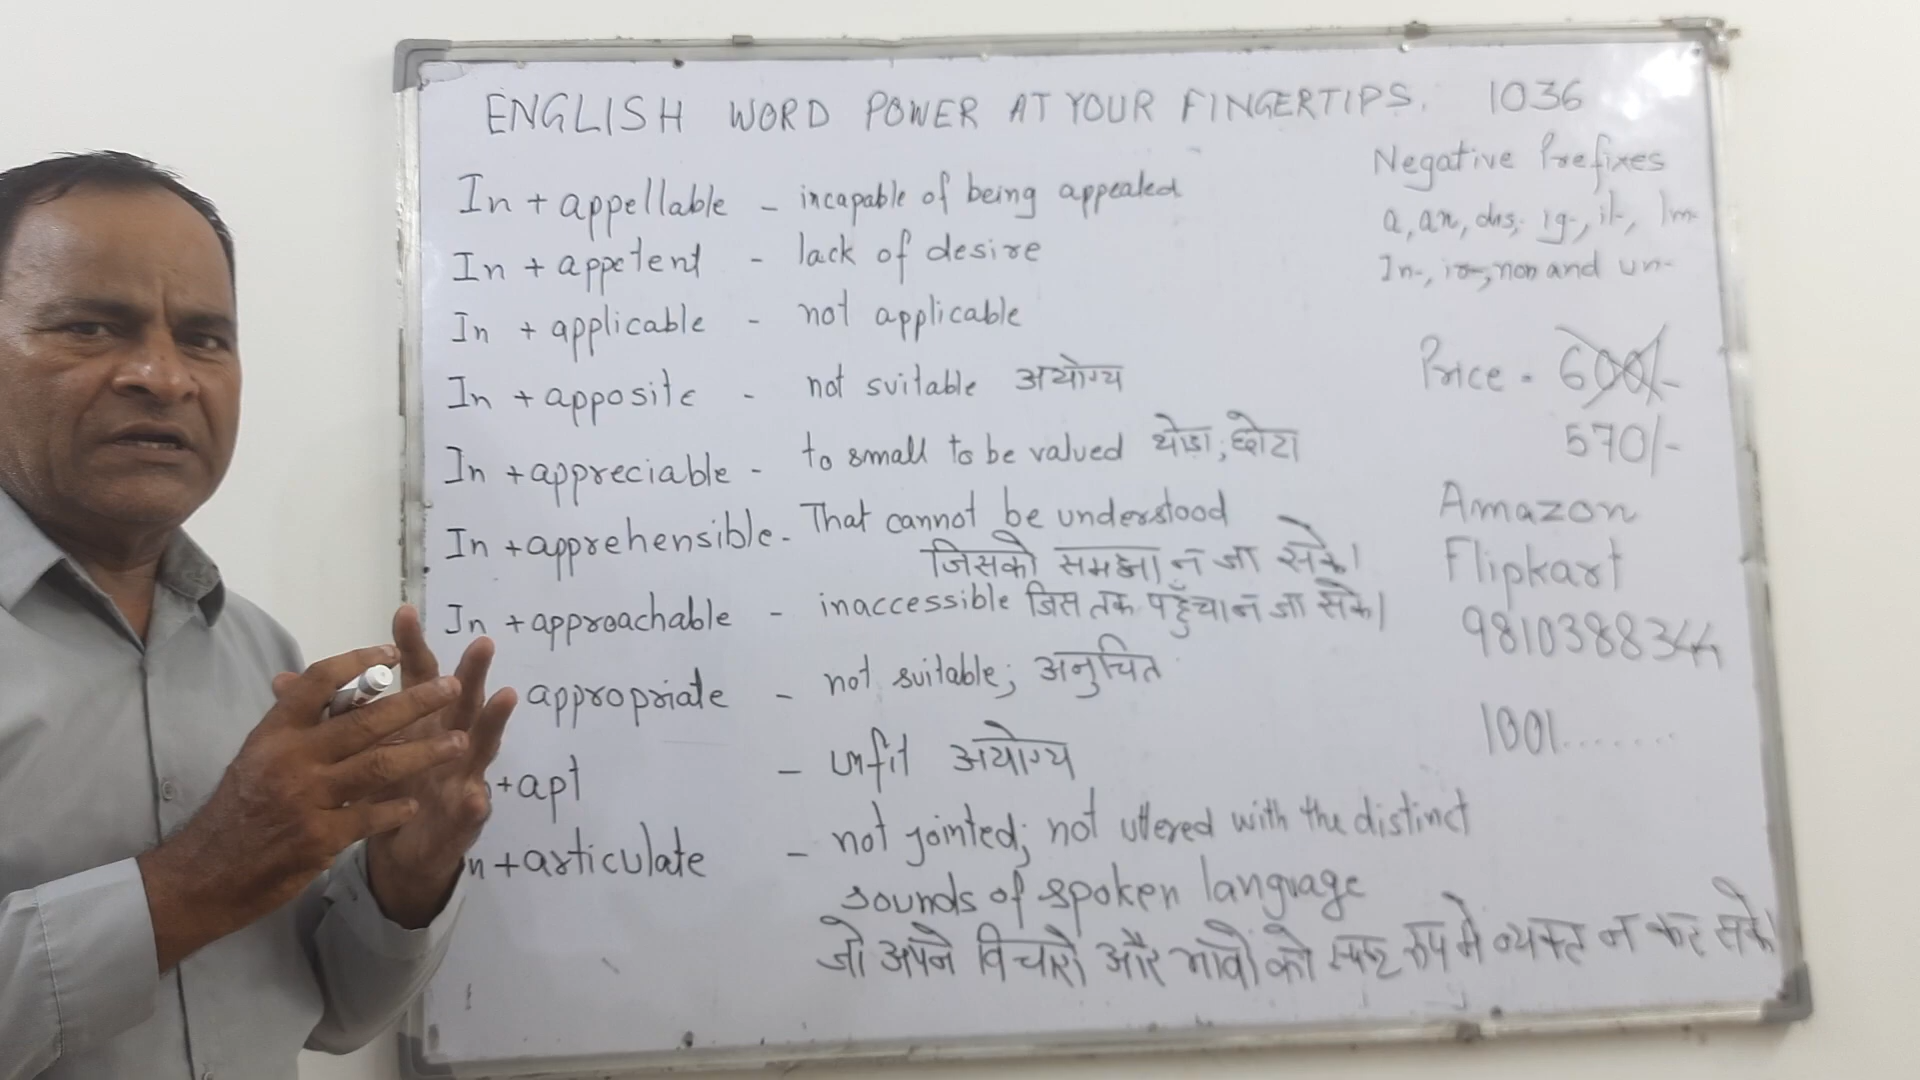 ENGLISH WORD POWER AT YOUR FINGERTIPS. 1036
In + appellable - incapable of being appealed
In + appetent - lack of desire
In + applicable - not applicable
In + apposite - not suitable अयोग्य
In + appreciable - to small to be valued थोडा; छोटा
In + apprehensible - That cannot be understood
जिसको समझा न जा सके।
In + approachable - inaccessible जिस तक पहुँचा न जा सके।
appropriate - not suitable; अनुचित
+ apt - unfit अयोग्य
n + articulate - not jointed; not uttered with the distinct
sounds of spoken language
जो अपने विचारो और भावों को स्पष्ट रूप मे व्यक्त न कर सके।
Negative Prefixes
a, an, dis, ig-, il-, Im-
In-, ir-, non and un-
Price - 600/-
570/-
Amazon
Flipkart
9810388344
1001........